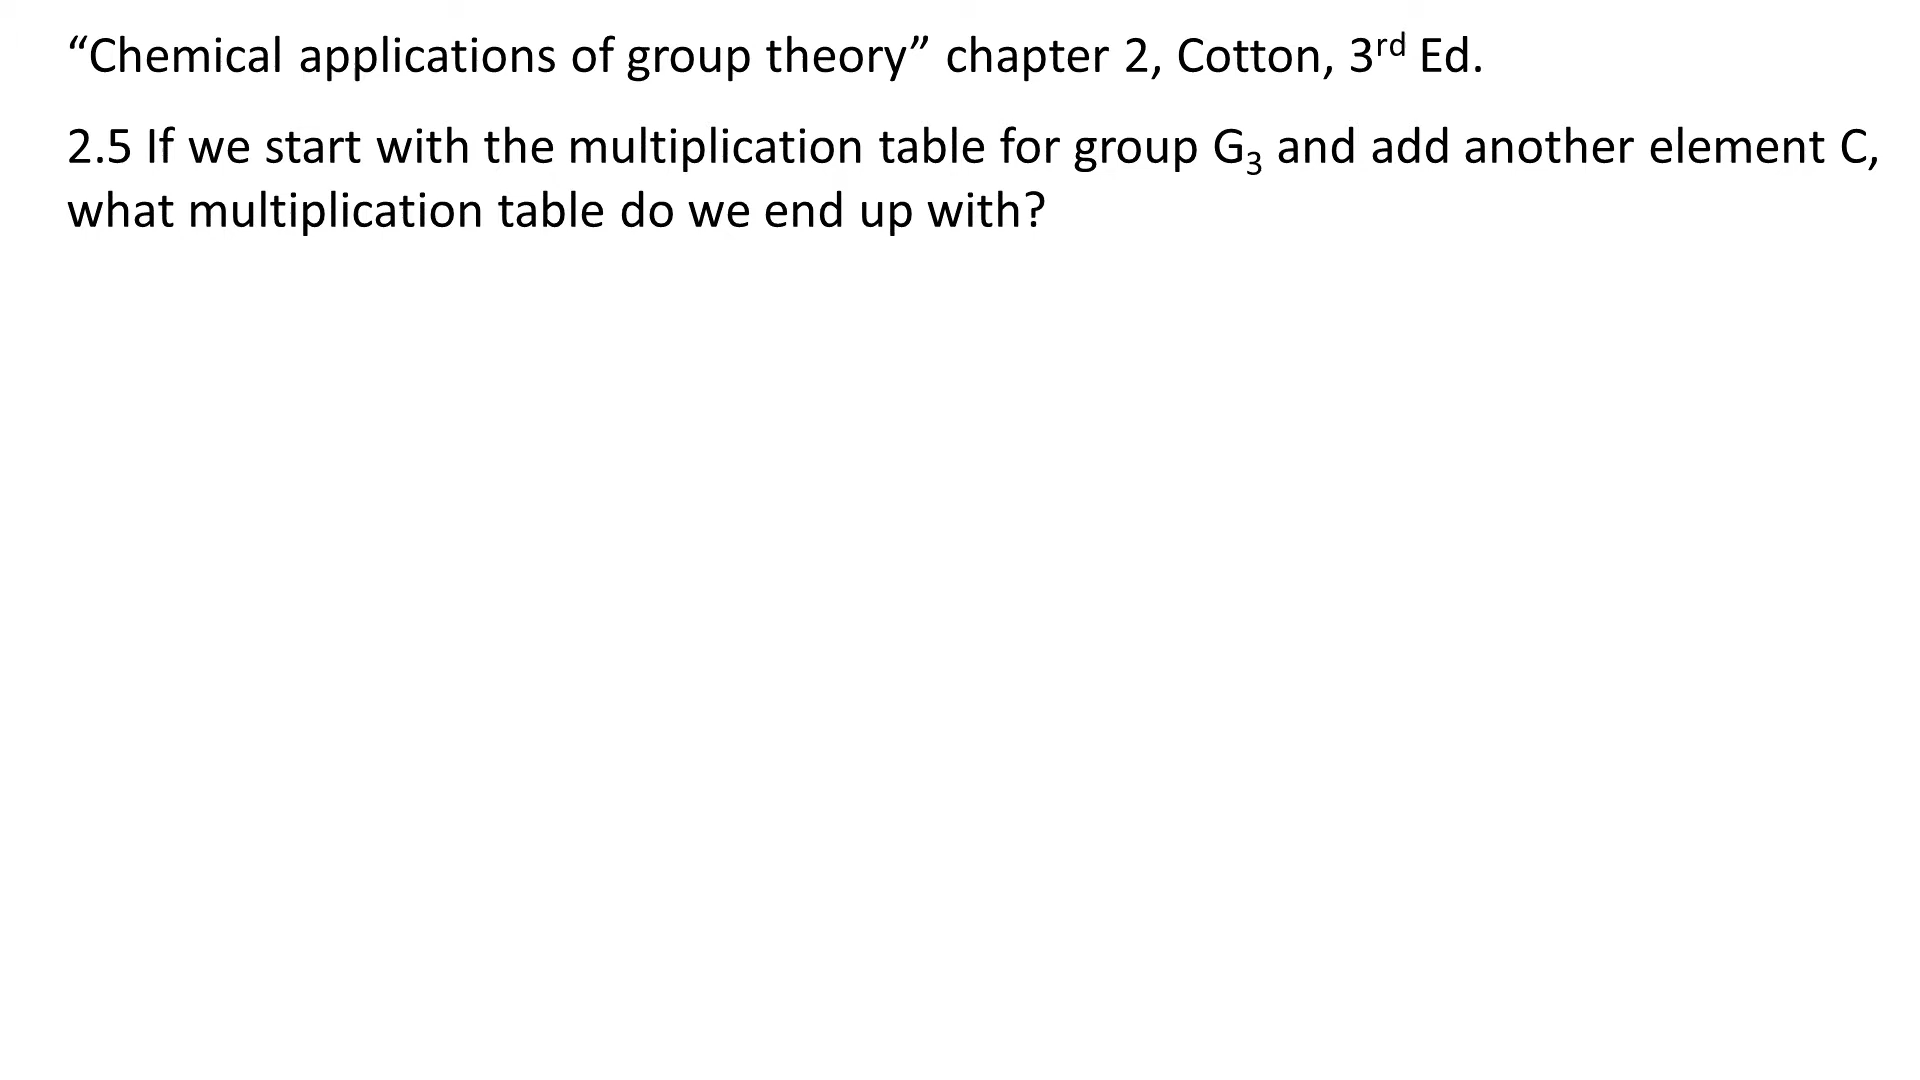 “Chemical applications of group theory” chapter 2, Cotton, 3rd Ed.
2.5 If we start with the multiplication table for group G3 and add another element C,
what multiplication table do we end up with?